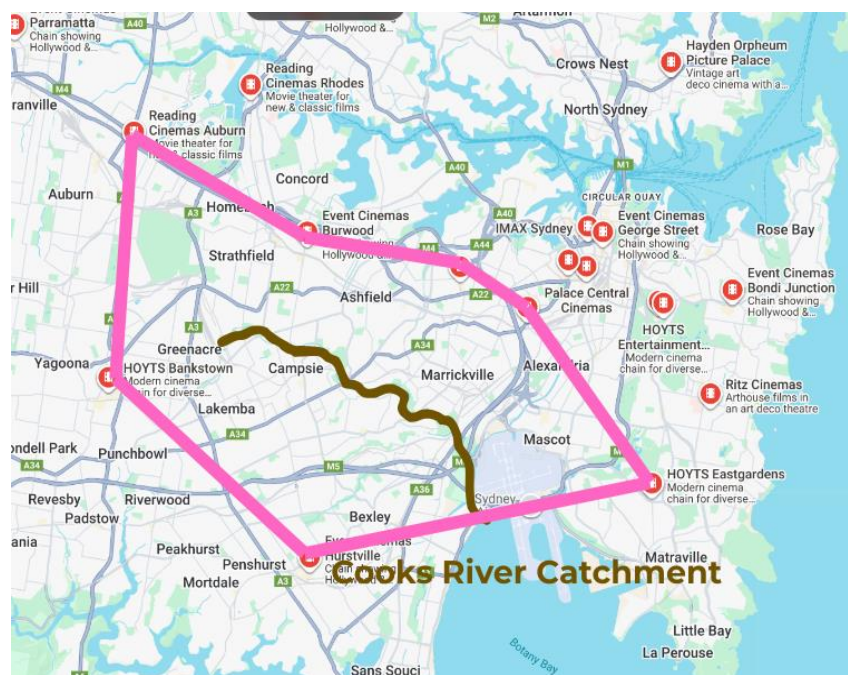 Parramatta
Chain showing
Hollywood &...
A40
Hollywood &...
M2
Crows Nest
Hayden Orpheum
Picture Palace
Vintage art
deco cinema with a...
Reading
Cinemas Rhodes
Movie theater for
new & classic films
M4
North Sydney
Reading
Cinemas Auburn
Movie theater for
new & classic films
A40
M1
Concord
CIRCULAR QUAY
Auburn
A3
Event Cinemas
Burwood
Hollywood &...
A40
IMAX Sydney
Event Cinemas
George Street
Chain showing
Hollywood &...
Rose Bay
Strathfield
M4
A44
Event Cinemas
Bondi Junction
Chain showing
Hollywood &...
A22
Ashfield
A22
Palace Central
Cinemas
A3
Greenacre
A34
HOYTS
Entertainment...
Modern cinema
chain for diverse...
Yagoona
HOYTS Bankstown
Modern cinema
chain for diverse...
Campsie
Marrickville
Alexandria
Ritz Cinemas
Arthouse films in
an art deco theatre
Lakemba
A34
Mascot
Punchbowl
A34
M5
HOYTS Eastgardens
Modern cinema
chain for diverse...
Revesby
Riverwood
A36
Sydney
Padstow
Bexley
Peakhurst
Penshurst
Hurstville
Cooks River Catchment
Matraville
Mortdale
A3
Little Bay
Botany Bay
La Perouse
Sans Souci